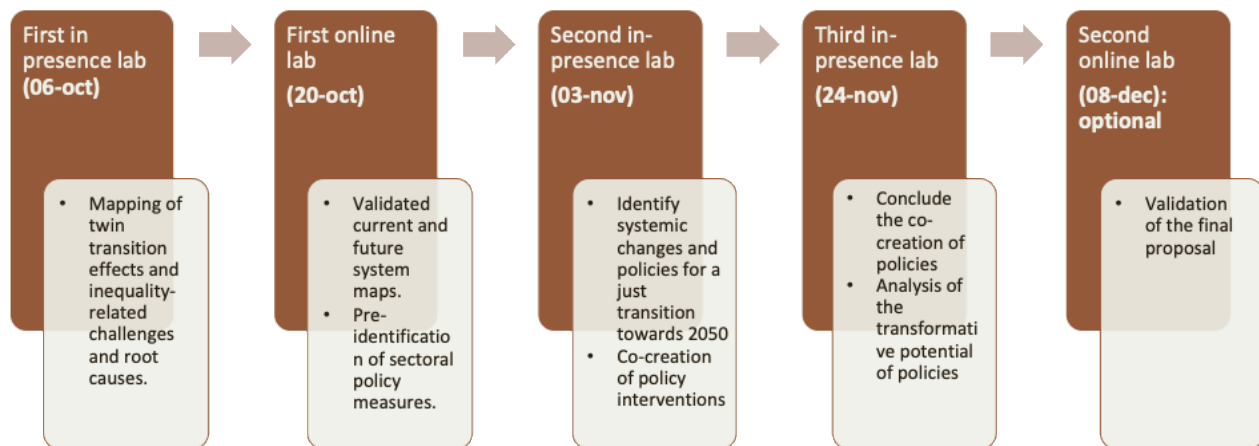 First in
presence lab
(06-oct)
• Mapping of
twin
transition
effects and
inequality-
related
challenges
and root
causes.
First online
lab
(20-oct)
• Validated
current and
future
system
maps.
• Pre-
identificatio
n of sectoral
policy
measures.
Second in-
presence lab
(03-nov)
• Identify
systemic
changes and
policies for a
just
transition
towards 2050
• Co-creation
of policy
interventions
Third in-
presence lab
(24-nov)
• Conclude
the co-
creation of
policies
• Analysis of
the
transformati
ve potential
of policies
Second
online lab
(08-dec):
optional
• Validation
of the final
proposal